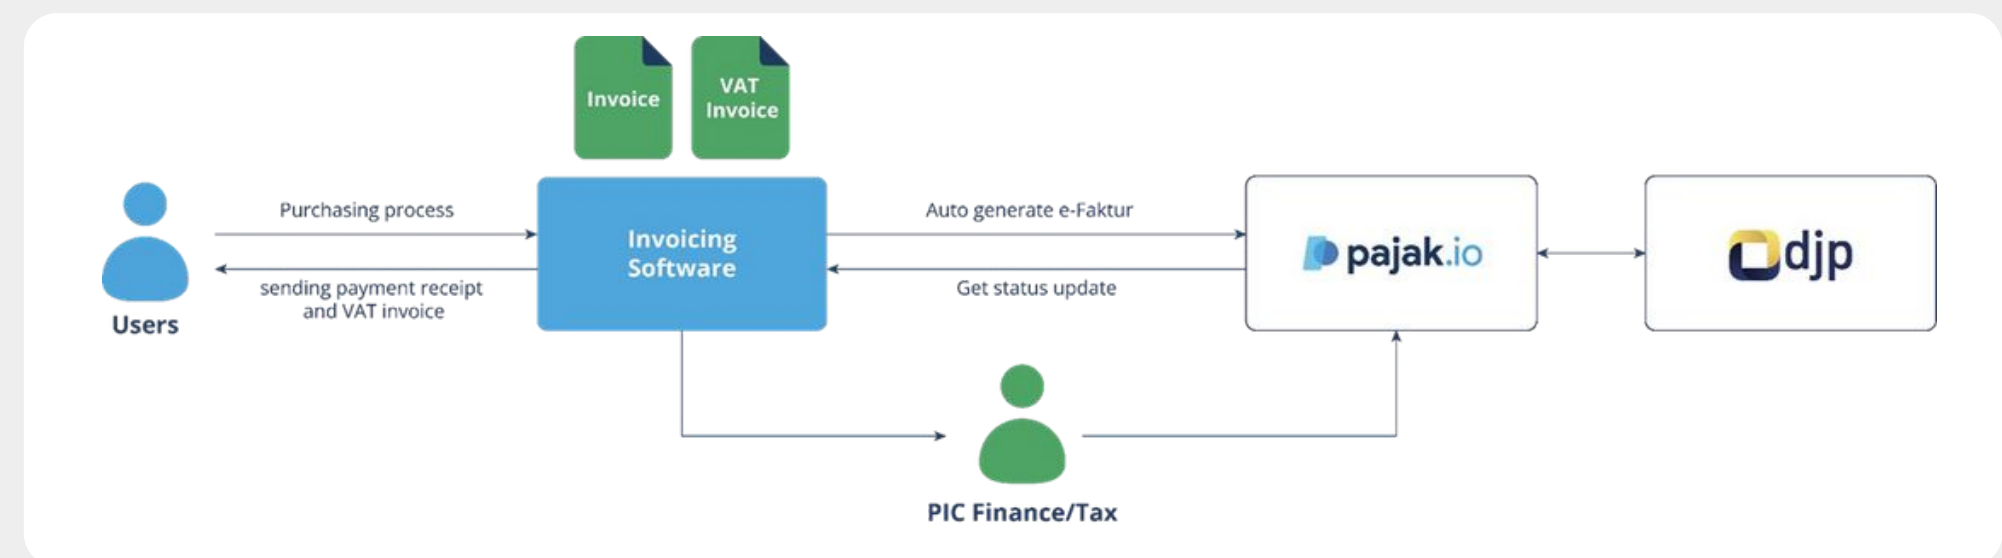 Invoice
VAT
Invoice
Purchasing process
Invoicing
Software
sending payment receipt
and VAT invoice
Users
Auto generate e-Faktur
Get status update
pajak.io
djp
PIC Finance/Tax